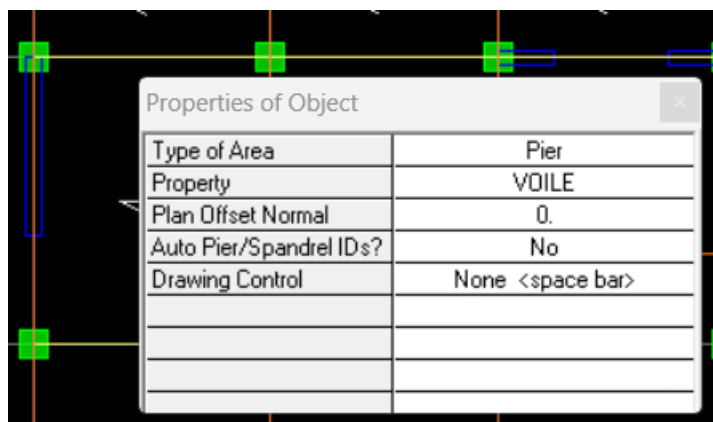 Properties of Object
×
Type of Area Pier
Property VOILE
Plan Offset Normal 0.
Auto Pier/Spandrel IDs? No
Drawing Control None <space bar>